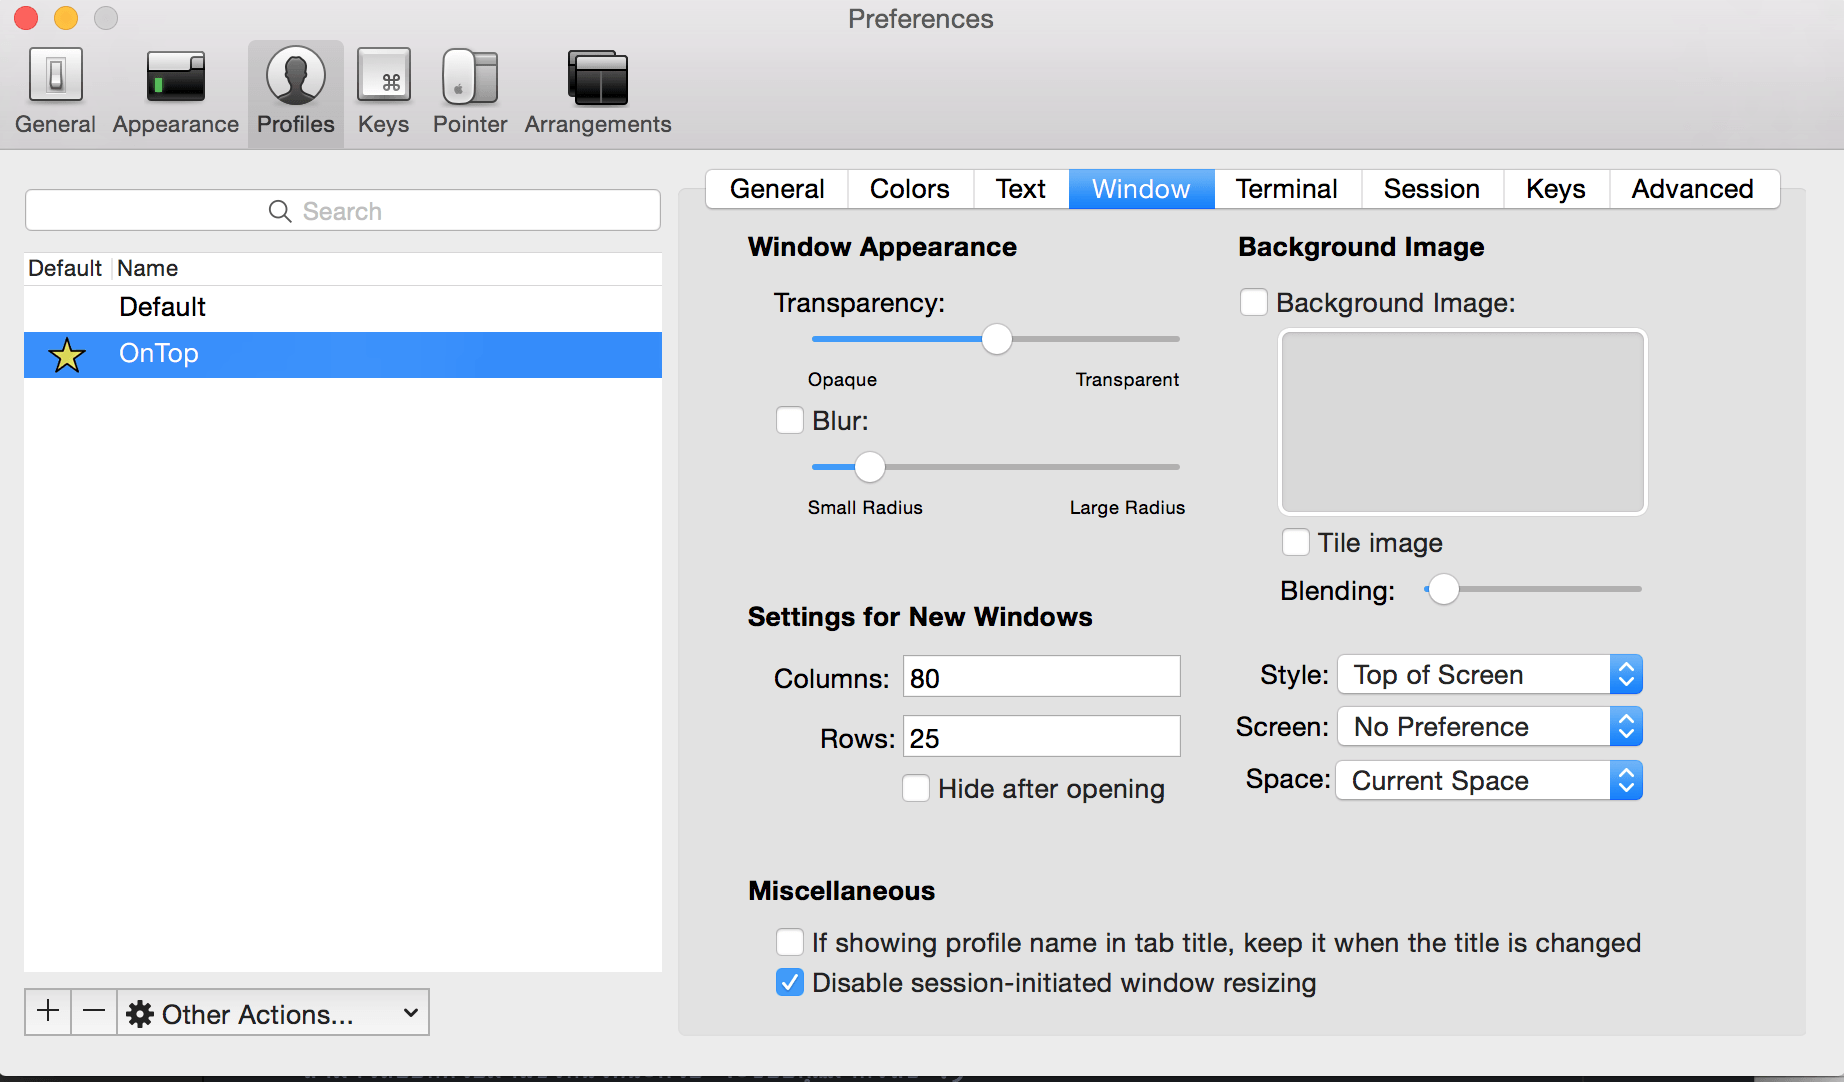 Preferences
General Appearance Profiles Keys Pointer Arrangements
Search
Default Name
Default
OnTop
Other Actions...
General Colors Text Window Terminal Session Keys Advanced
Window Appearance
Transparency:
Opaque Transparent
Blur:
Small Radius Large Radius
Background Image
Background Image:
Tile image
Blending:
Settings for New Windows
Columns: 80
Rows: 25
Hide after opening
Style: Top of Screen
Screen: No Preference
Space: Current Space
Miscellaneous
If showing profile name in tab title, keep it when the title is changed
Disable session-initiated window resizing